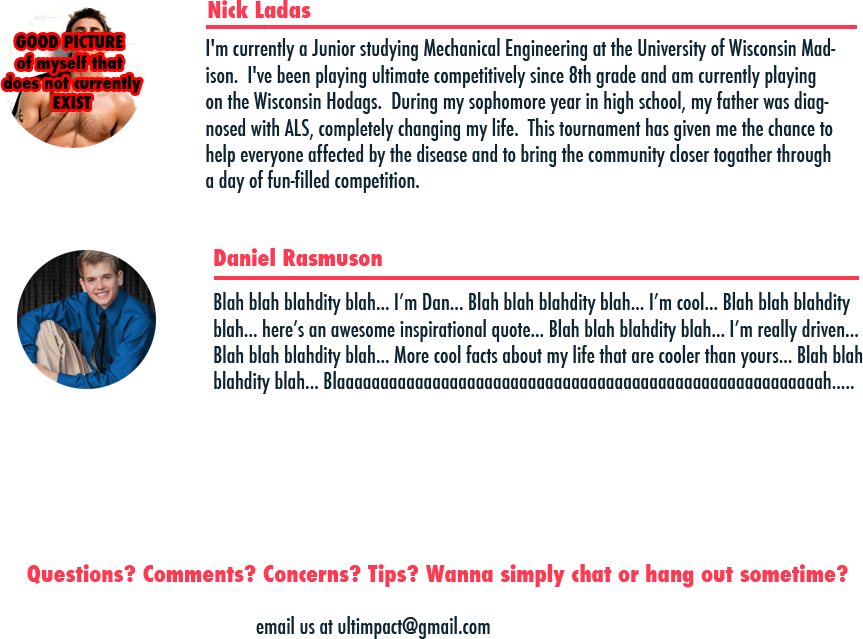 Nick Ladas
GOOD PICTURE
of myself that
does not currently
EXIST
I'm currently a Junior studying Mechanical Engineering at the University of Wisconsin Mad-
ison. I've been playing ultimate competitively since 8th grade and am currently playing
on the Wisconsin Hodags. During my sophomore year in high school, my father was diag-
nosed with ALS, completely changing my life. This tournament has given me the chance to
help everyone affected by the disease and to bring the community closer togather through
a day of fun-filled competition.
Daniel Rasmuson
Blah blah blahdity blah... I’m Dan... Blah blah blahdity blah... I’m cool... Blah blah blahdity
blah... here’s an awesome inspirational quote... Blah blah blahdity blah... I’m really driven...
Blah blah blahdity blah... More cool facts about my life that are cooler than yours... Blah blah
blahdity blah... Blaaaaaaaaaaaaaaaaaaaaaaaaaaaaaaaaaaaaaaaaaaaaaaaaaaaaaaaaah.....
Questions? Comments? Concerns? Tips? Wanna simply chat or hang out sometime?
email us at ultimpact@gmail.com